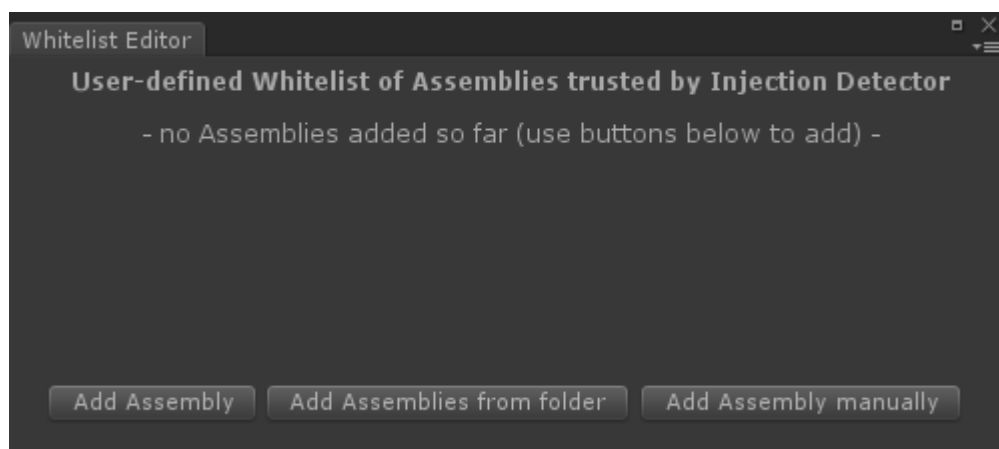 Whitelist Editor
User-defined Whitelist of Assemblies trusted by Injection Detector
- no Assemblies added so far (use buttons below to add) -
Add Assembly Add Assemblies from folder Add Assembly manually